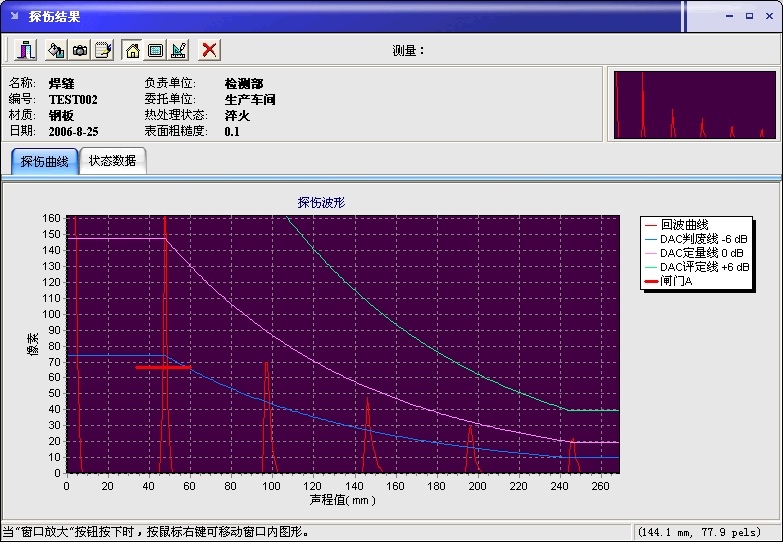 探伤结果
测量：
名称: 焊缝 负责单位: 检测部
编号: TEST002 委托单位: 生产车间
材质: 钢板 热处理状态: 淬火
日期: 2006-8-25 表面粗糙度: 0.1
探伤曲线 状态数据
探伤波形
160
150
140
130
120
110
100
90
80
70
60
50
40
30
20
10
0
像素
0 20 40 60 80 100 120 140 160 180 200 220 240 260
声程值( mm )
回波曲线
DAC判废线 -6 dB
DAC定量线 0 dB
DAC评定线 +6 dB
闸门A
当“窗口放大”按钮按下时，按鼠标右键可移动窗口内图形。 (144.1 mm, 77.9 pels)